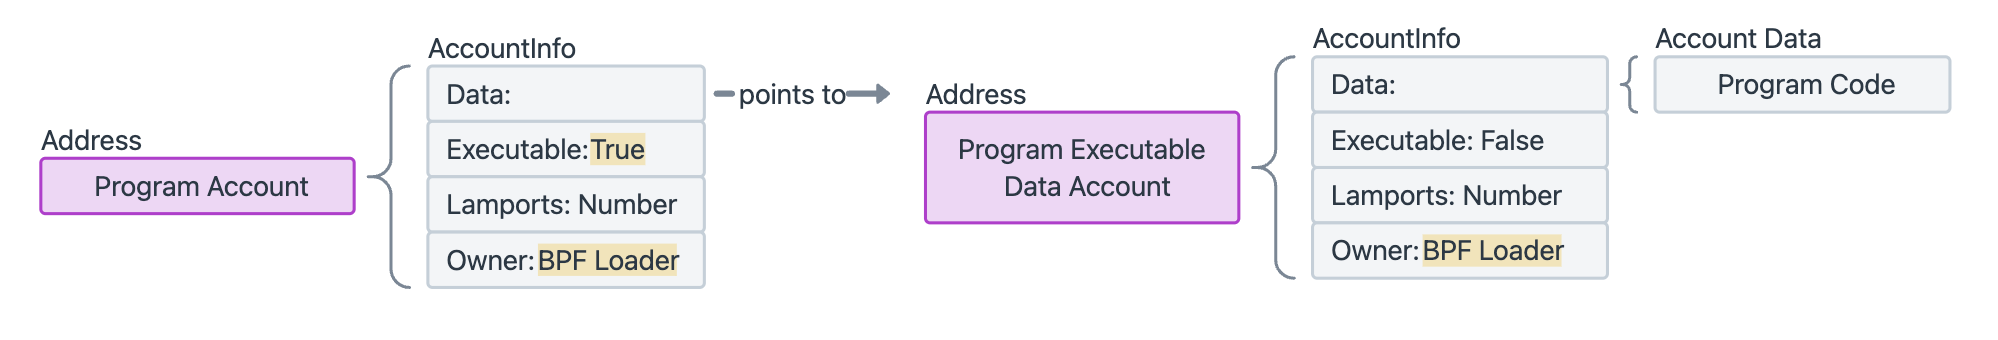 Address
Program Account
AccountInfo
Data:
Executable: True
Lamports: Number
Owner: BPF Loader
points to
Address
Program Executable
Data Account
AccountInfo
Data:
Executable: False
Lamports: Number
Owner: BPF Loader
Account Data
Program Code